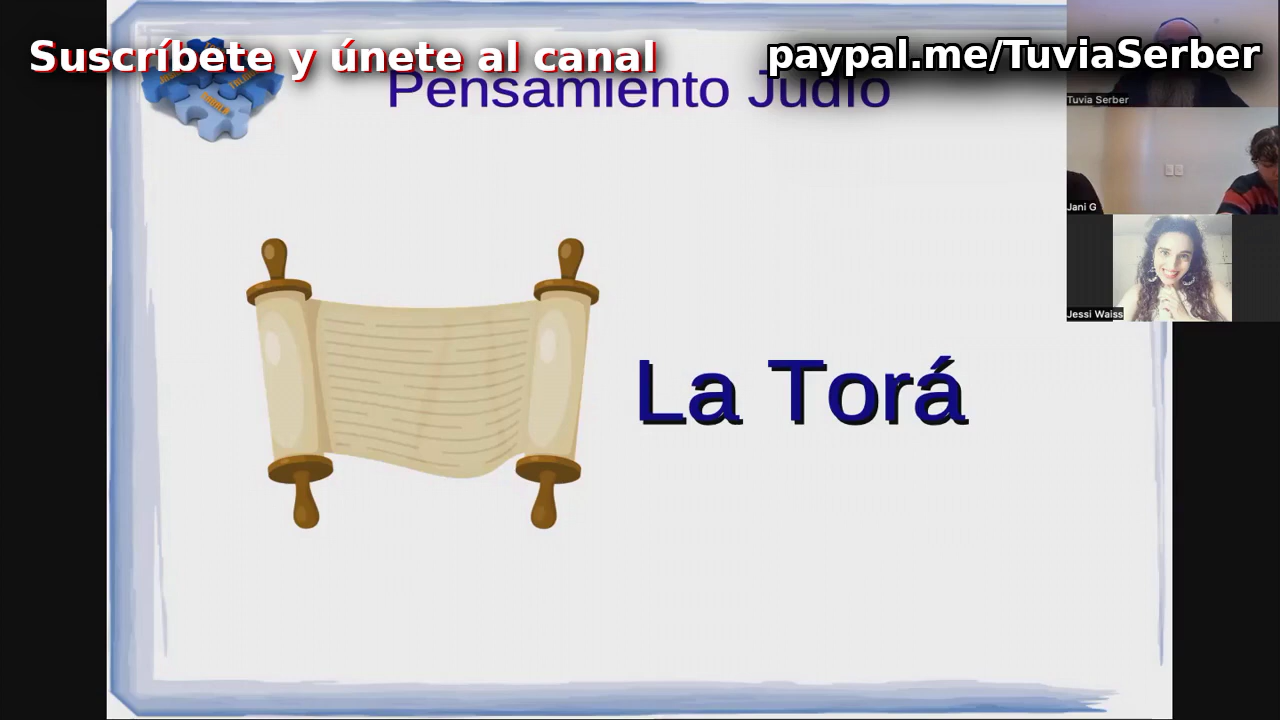 Suscríbete y únete al canal
paypal.me/TuviaSerber
Pensamiento Judío
Tuvia Serber
Jani G
Jessi Waiss
La Torá